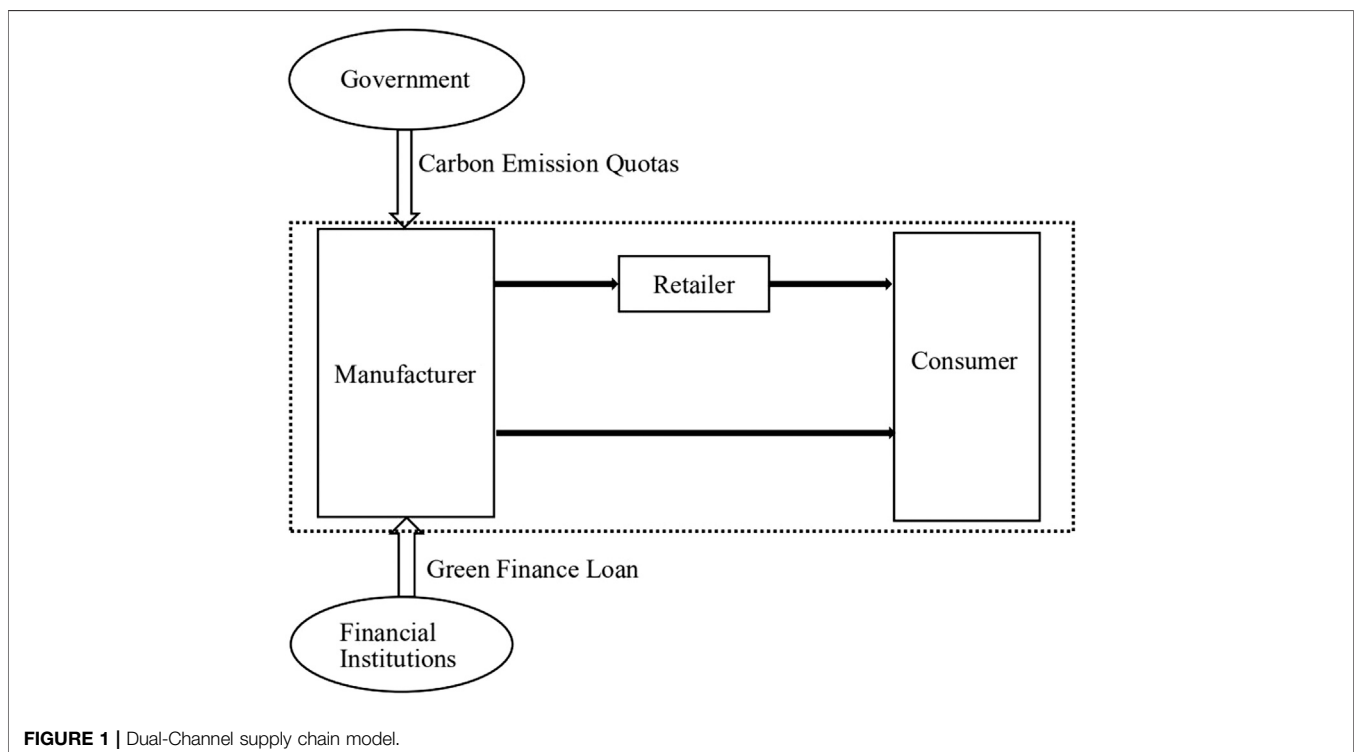 Government
Carbon Emission Quotas
Retailer
Manufacturer
Consumer
Green Finance Loan
Financial
Institutions
FIGURE 1 | Dual-Channel supply chain model.